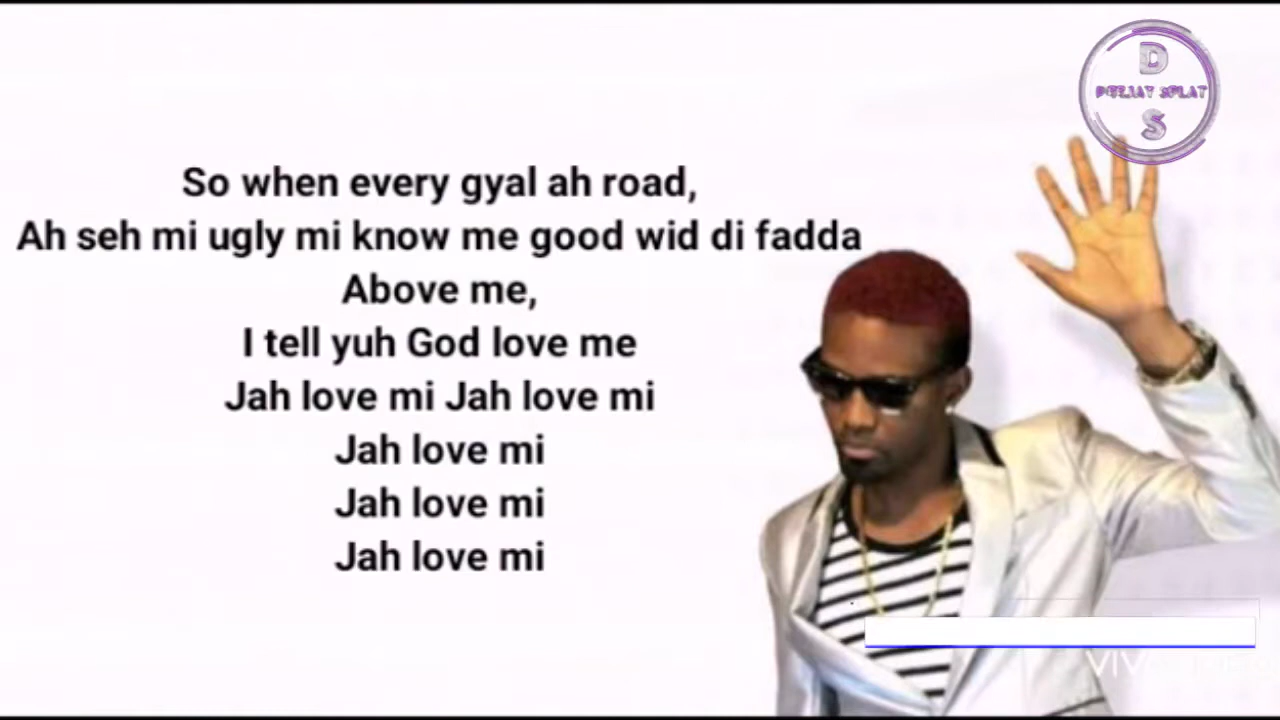 D
DEEJAY SPLAT
S
So when every gyal ah road,
Ah seh mi ugly mi know me good wid di fadda
Above me,
I tell yuh God love me
Jah love mi Jah love mi
Jah love mi
Jah love mi
Jah love mi